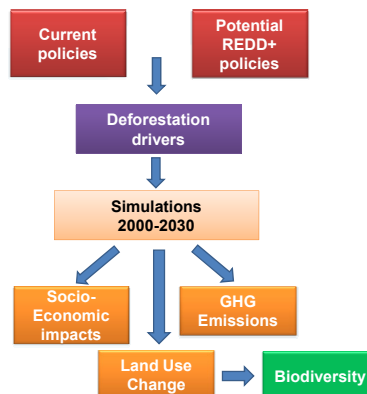 Current
policies
Potential
REDD+
policies
Deforestation
drivers
Simulations
2000-2030
Socio-
Economic
impacts
GHG
Emissions
Land Use
Change
Biodiversity